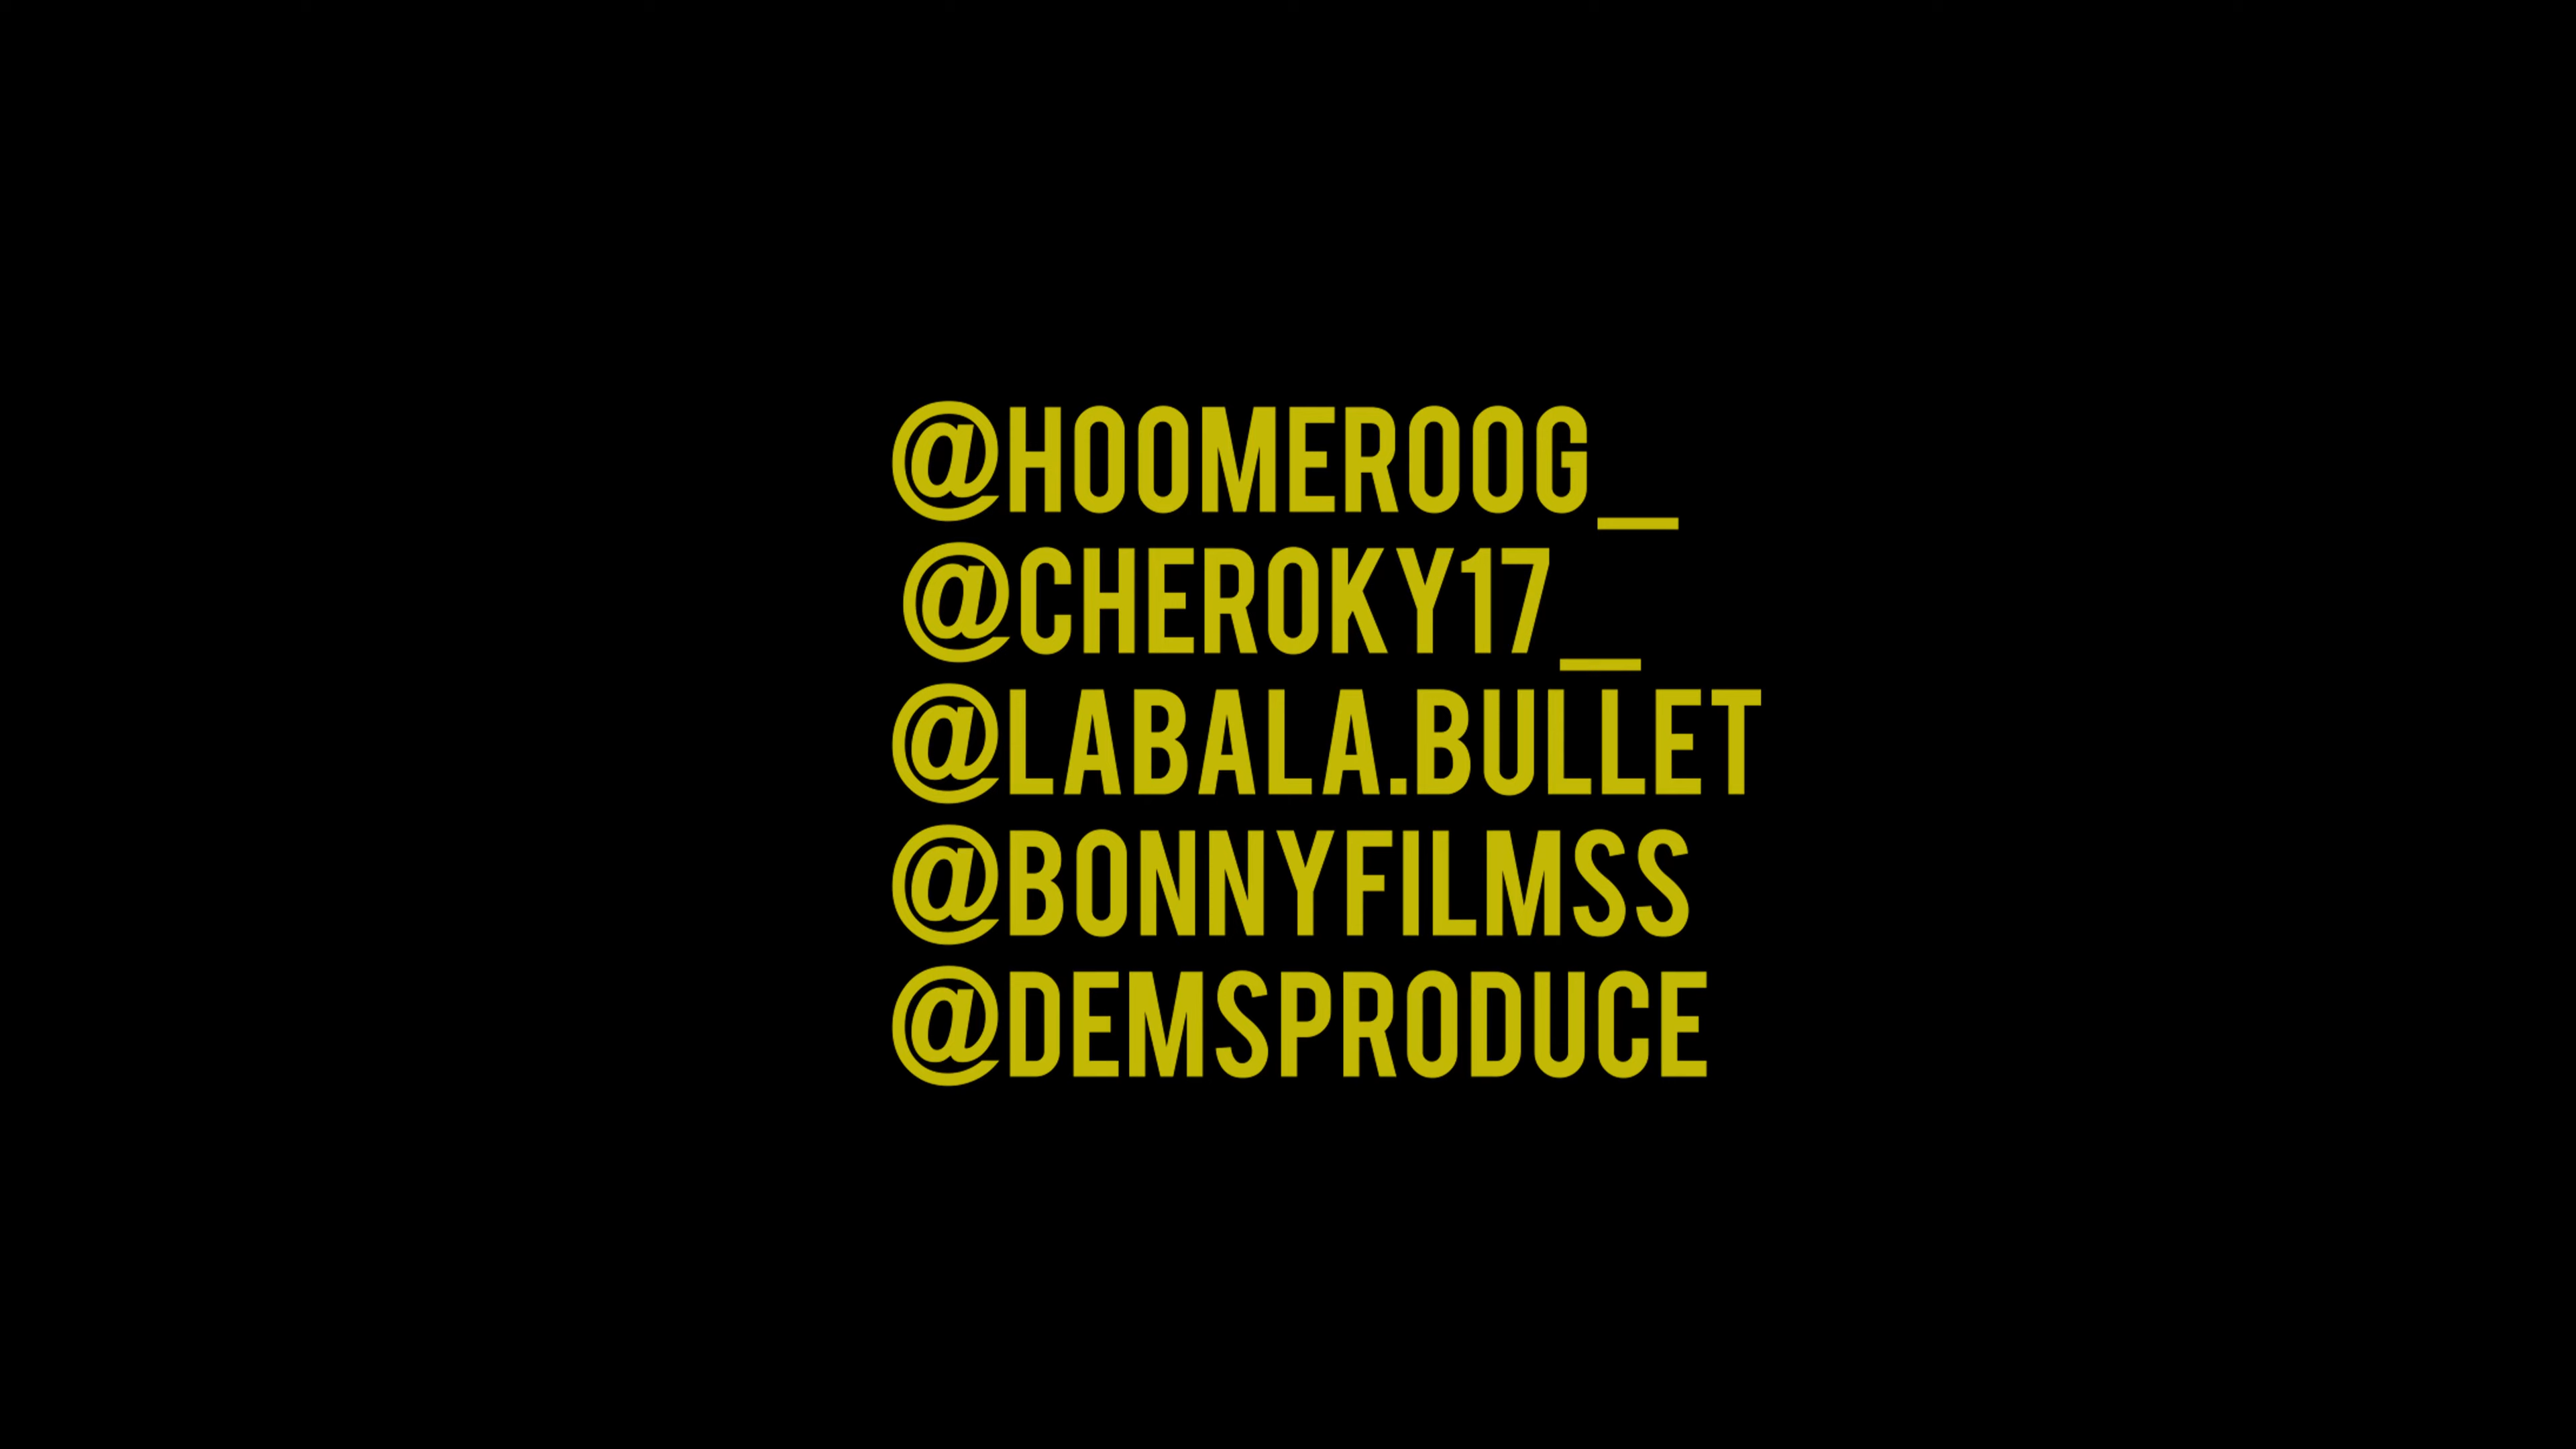 @HOOMEROOG_
@CHEROKY17_
@LABALA.BULLET
@BONNYFILMSS
@DEMSPRODUCE